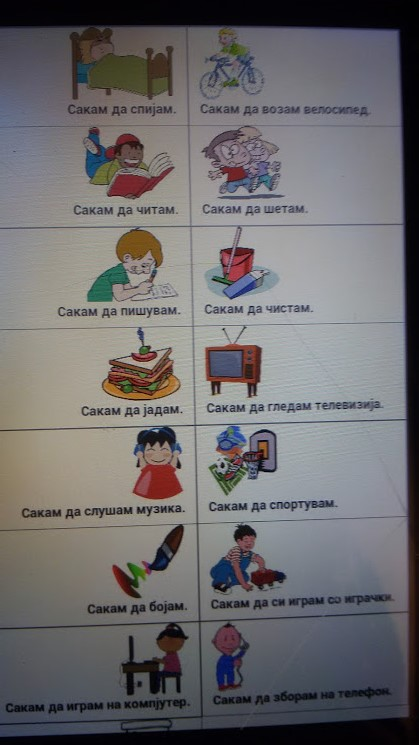 Сакам да спијам.
Сакам да возам велосипед.
Сакам да читам.
Сакам да шетам.
Сакам да пишувам.
Сакам да чистам.
Сакам да јадам.
Сакам да гледам телевизија.
Сакам да слушам музика.
Сакам да спортувам.
Сакам да бојам.
Сакам да си играм со играчки.
Сакам да играм на компјутер.
Сакам да зборам на телефон.